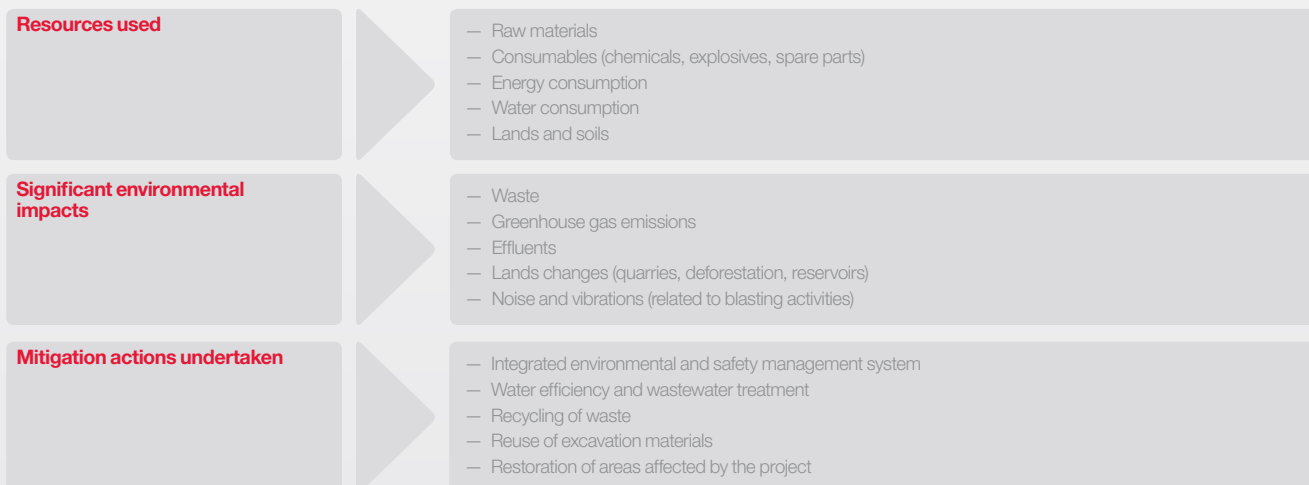 Resources used
— Raw materials
— Consumables (chemicals, explosives, spare parts)
— Energy consumption
— Water consumption
— Lands and soils
Significant environmental
impacts
— Waste
— Greenhouse gas emissions
— Effluents
— Lands changes (quarries, deforestation, reservoirs)
— Noise and vibrations (related to blasting activities)
Mitigation actions undertaken
— Integrated environmental and safety management system
— Water efficiency and wastewater treatment
— Recycling of waste
— Reuse of excavation materials
— Restoration of areas affected by the project